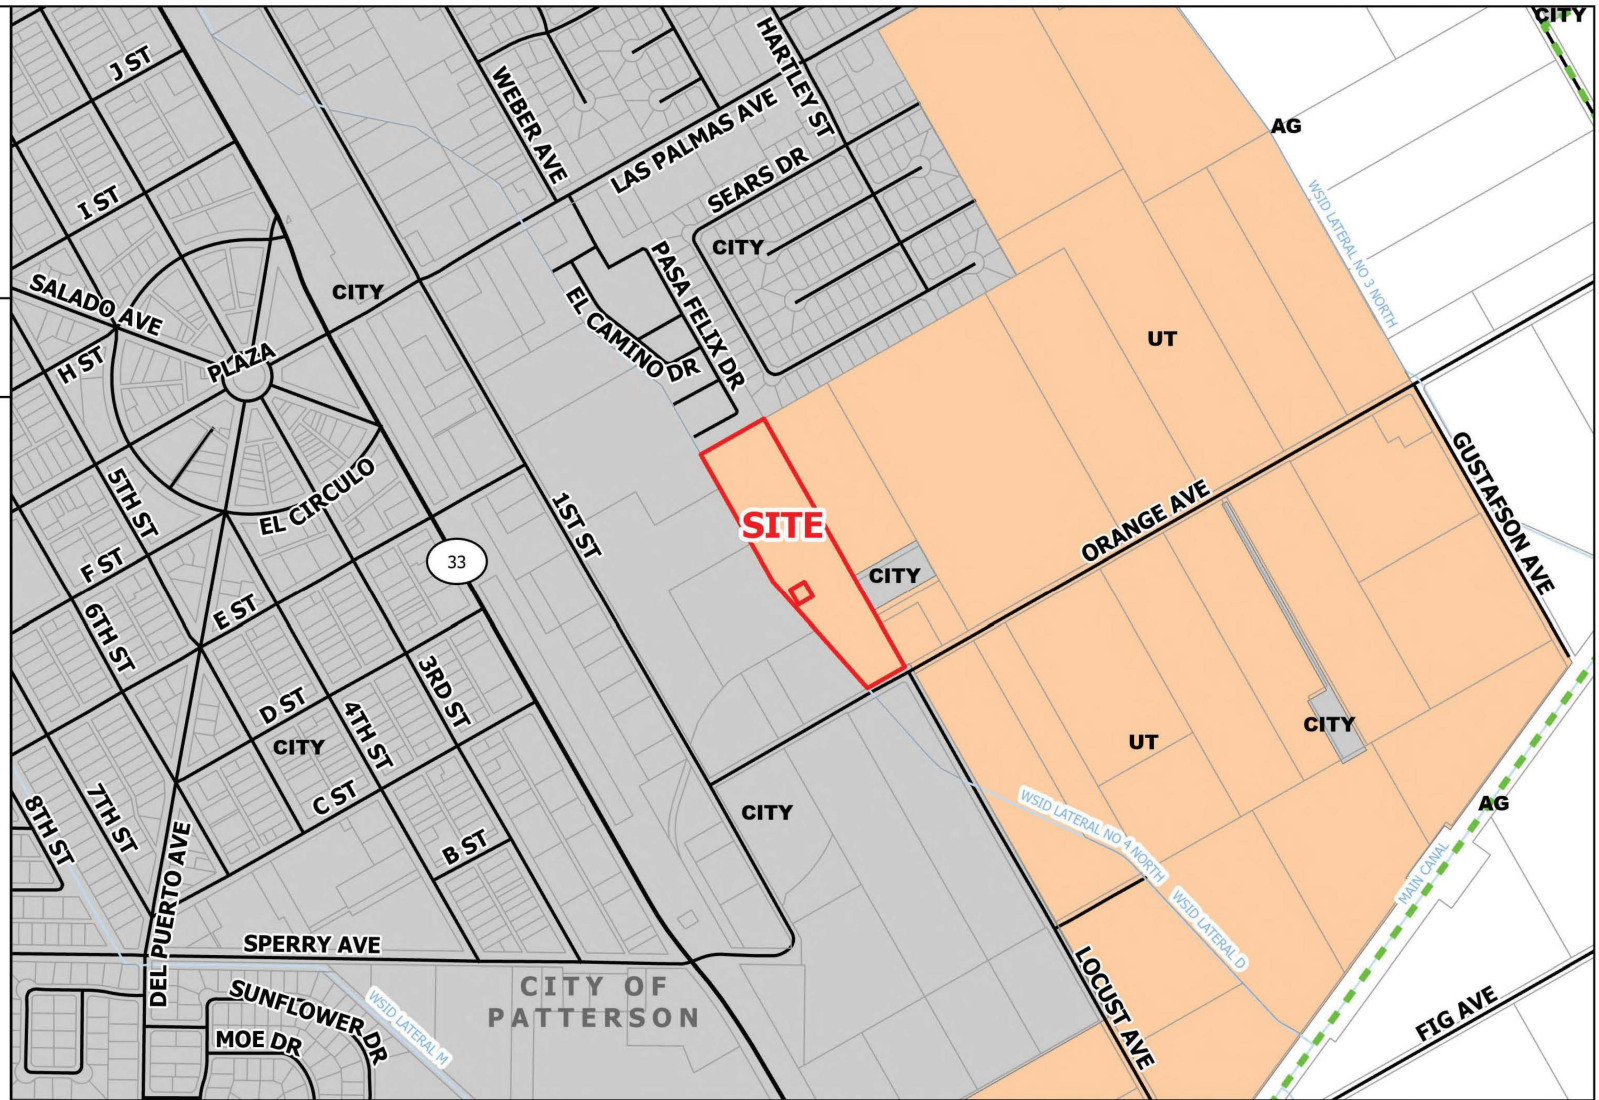 CITY
J ST
HARTLEY ST
WEBER AVE
LAS PALMAS AVE
AG
I ST
SEARS DR
WSID LATERAL NO 3 NORTH
CITY
PASA FELIX DR
SALADO AVE
CITY
EL CAMINO DR
UT
H ST
PLAZA
5TH ST
EL CIRCULO
1ST ST
SITE
ORANGE AVE
GUSTAFSON AVE
F ST
33
CITY
6TH ST
E ST
3RD ST
D ST
4TH ST
CITY
UT
CITY
7TH ST
8TH ST
C ST
CITY
WSID LATERAL NO 4 NORTH
AG
B ST
MAIN CANAL
DEL PUERTO AVE
SPERRY AVE
WSID LATERAL D
LOCUST AVE
CITY OF
PATTERSON
SUNFLOWER DR
MOE DR
WSID LATERAL M
FIG AVE